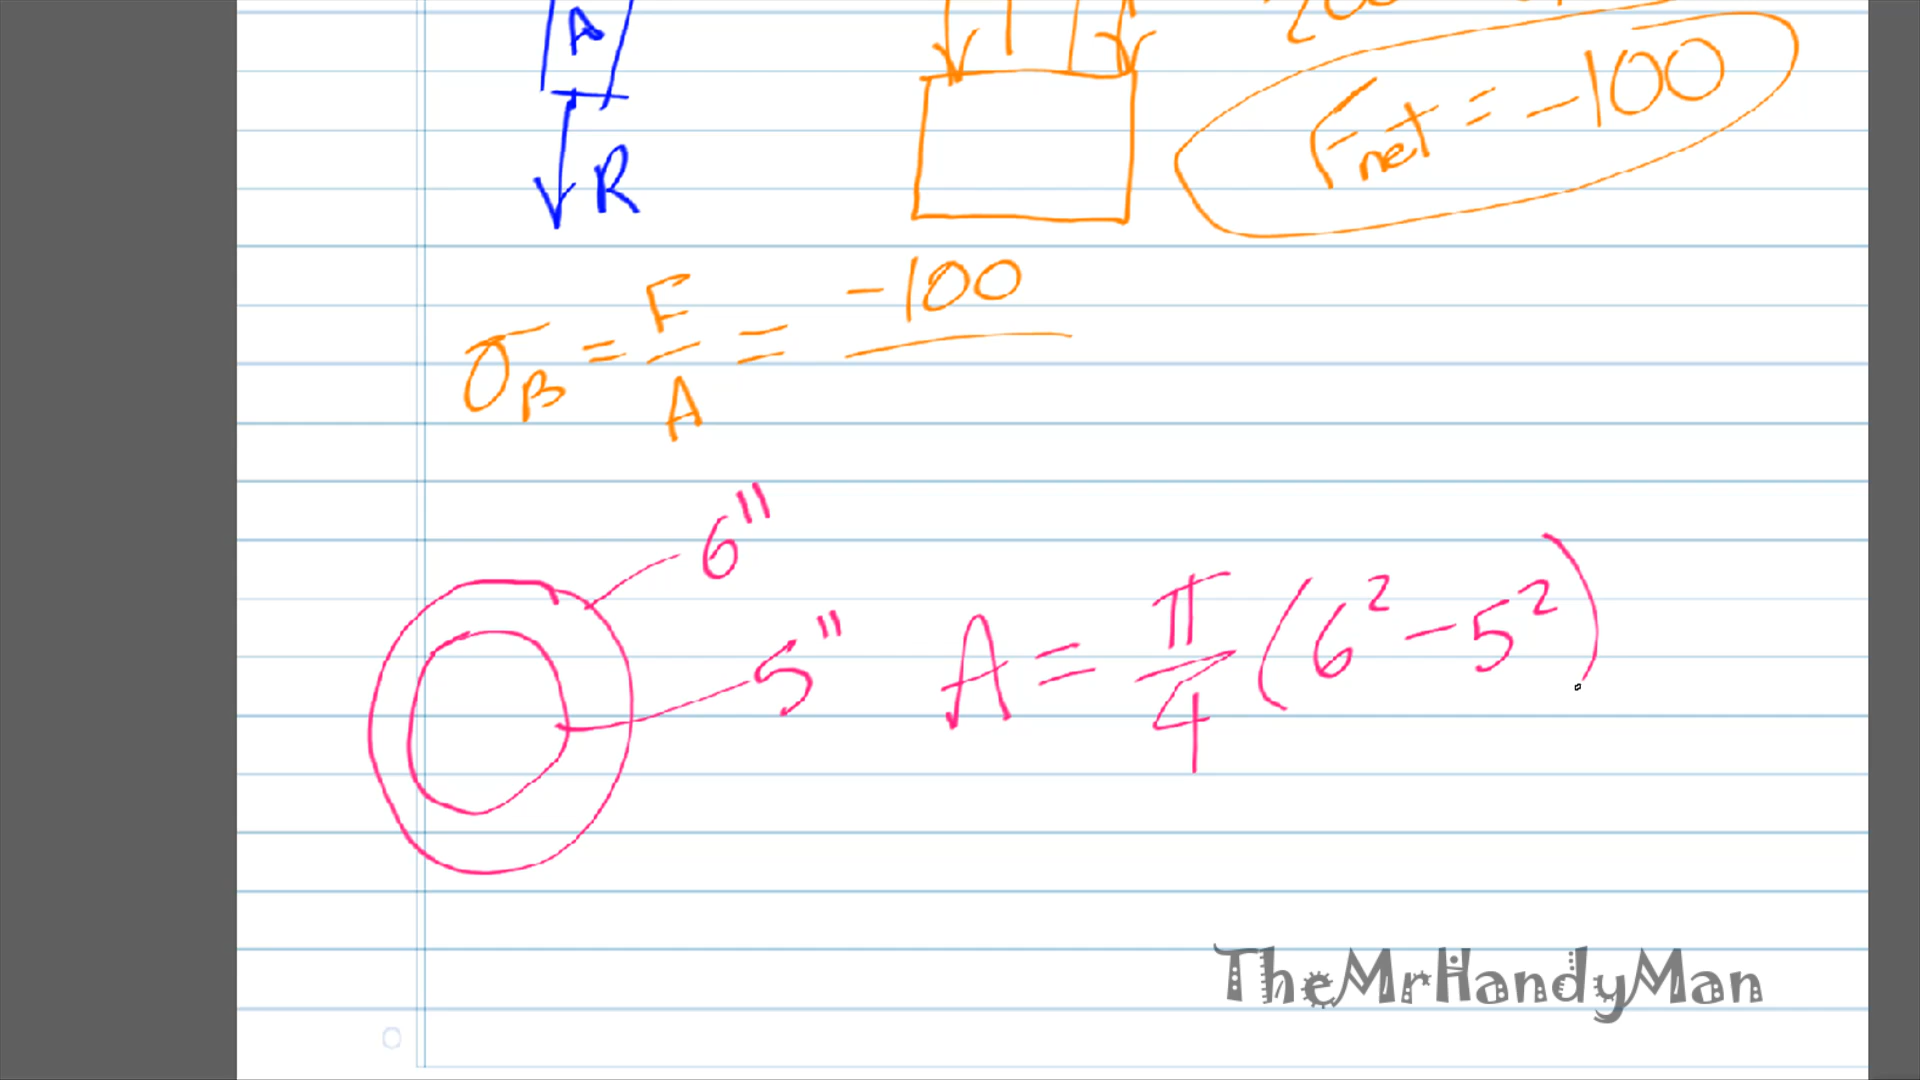 A
R
Fnet = -100
σB = F/A = -100
6"
5"
A = π/4 (6² - 5²)
TheMrHandyMan